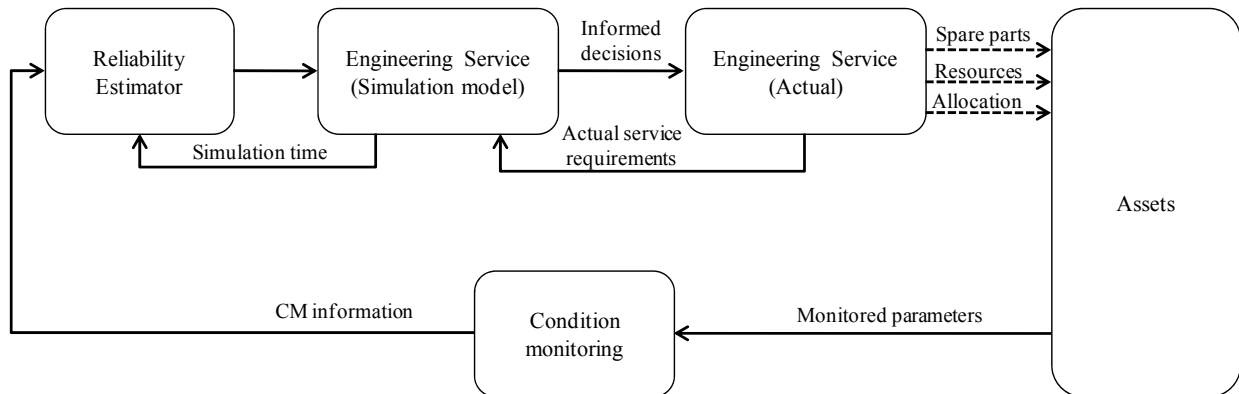 Reliability
Estimator
Engineering Service
(Simulation model)
Informed
decisions
Engineering Service
(Actual)
Spare parts
Resources
Allocation
Simulation time
Actual service
requirements
Assets
CM information
Condition
monitoring
Monitored parameters